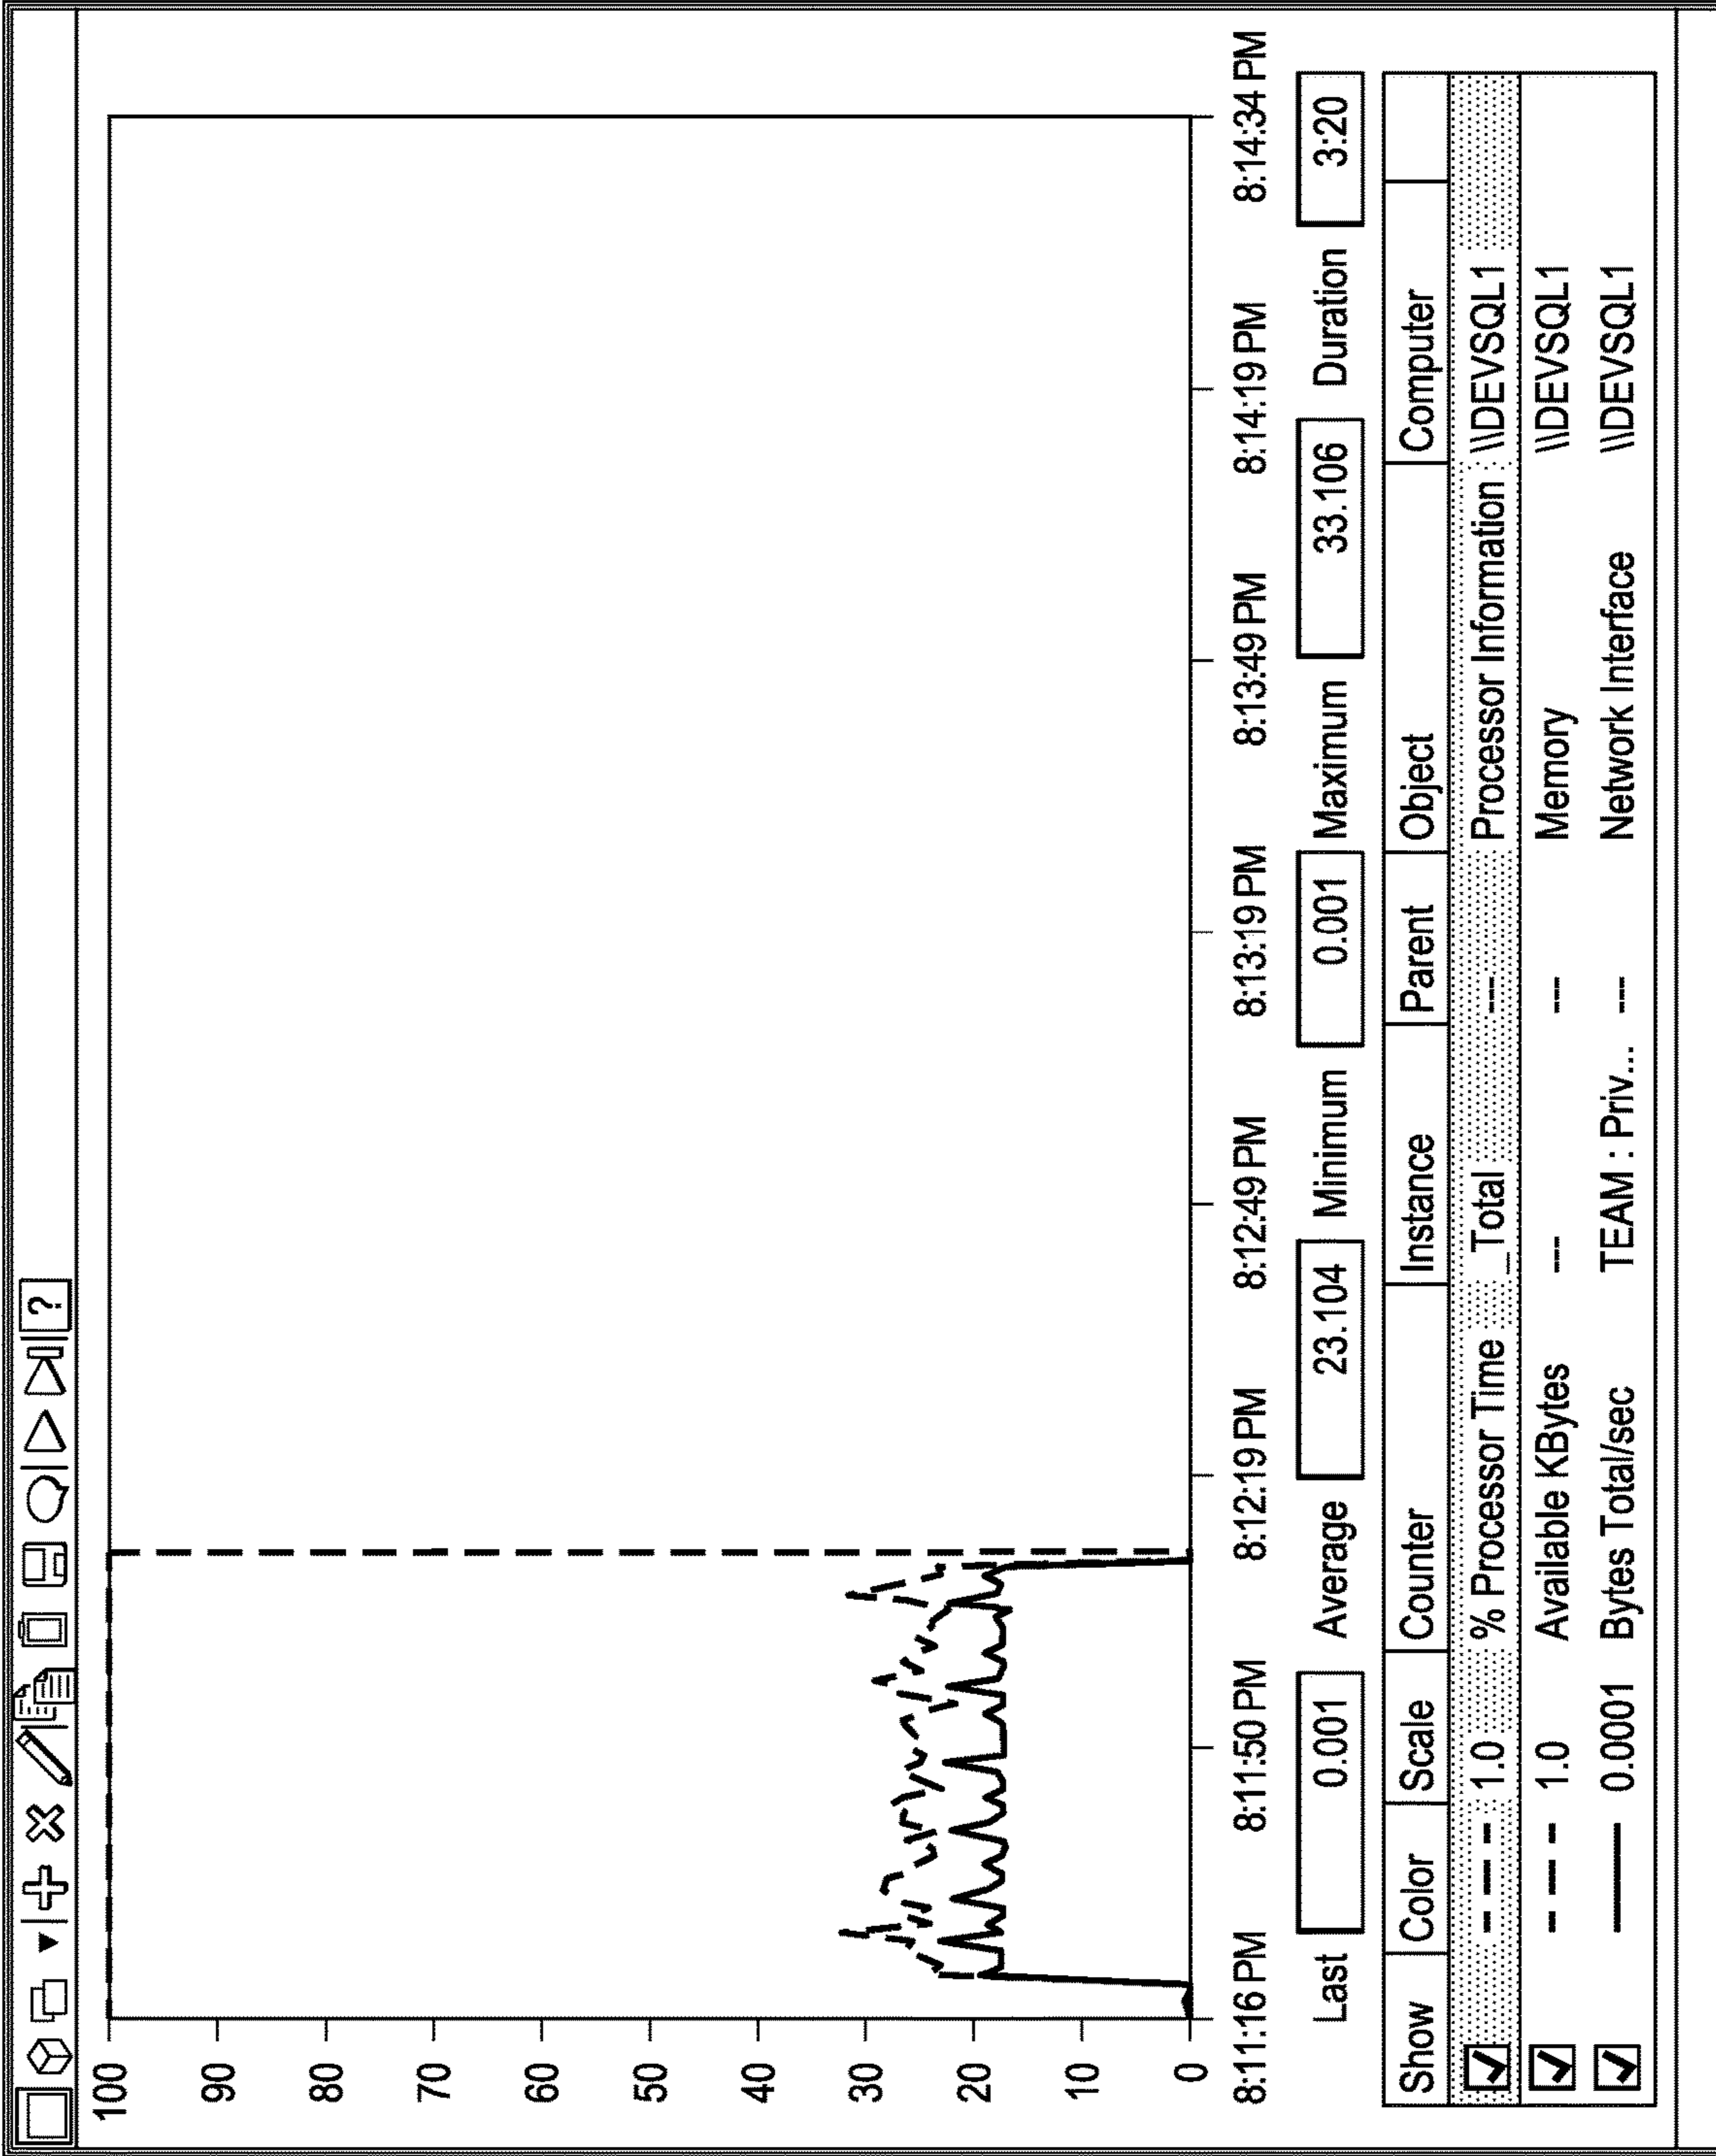 ?
100
90
80
70
60
50
40
30
20
10
0
8:11:16 PM 8:11:50 PM 8:12:19 PM 8:12:49 PM 8:13:19 PM 8:13:49 PM 8:14:19 PM 8:14:34 PM
Last 0.001 Average 23.104 Minimum 0.001 Maximum 33.106 Duration 3:20
Show Color Scale Counter Instance Parent Object Computer
1.0 % Processor Time _Total --- Processor Information \\DEVSQL1
1.0 Available KBytes --- --- Memory \\DEVSQL1
0.0001 Bytes Total/sec TEAM : Priv... --- Network Interface \\DEVSQL1